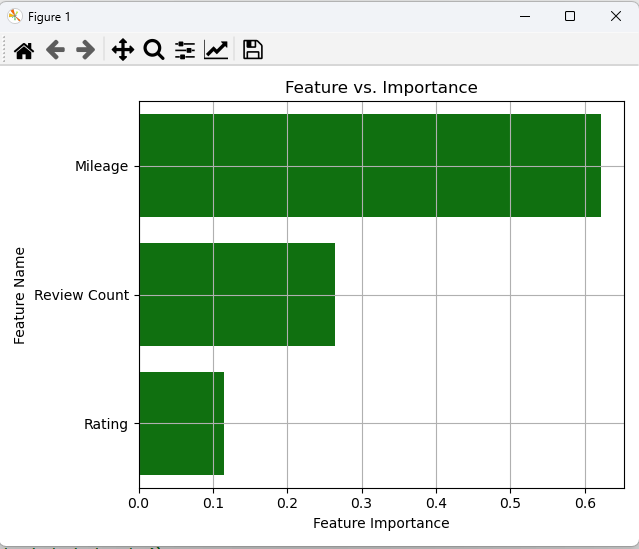 Figure 1
Feature vs. Importance
Mileage
Review Count
Rating
Feature Name
0.0 0.1 0.2 0.3 0.4 0.5 0.6
Feature Importance